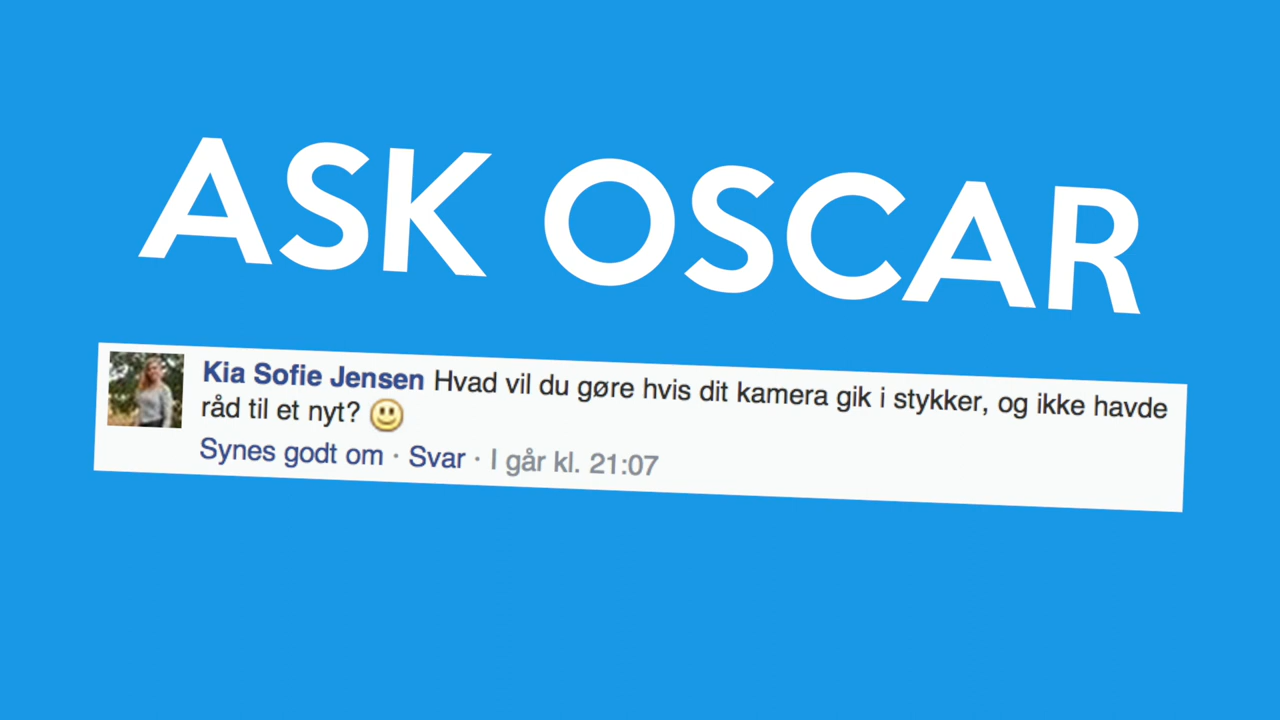 ASK OSCAR
Kia Sofie Jensen Hvad vil du gøre hvis dit kamera gik i stykker, og ikke havde
råd til et nyt? 🙂
Synes godt om · Svar · I går kl. 21:07